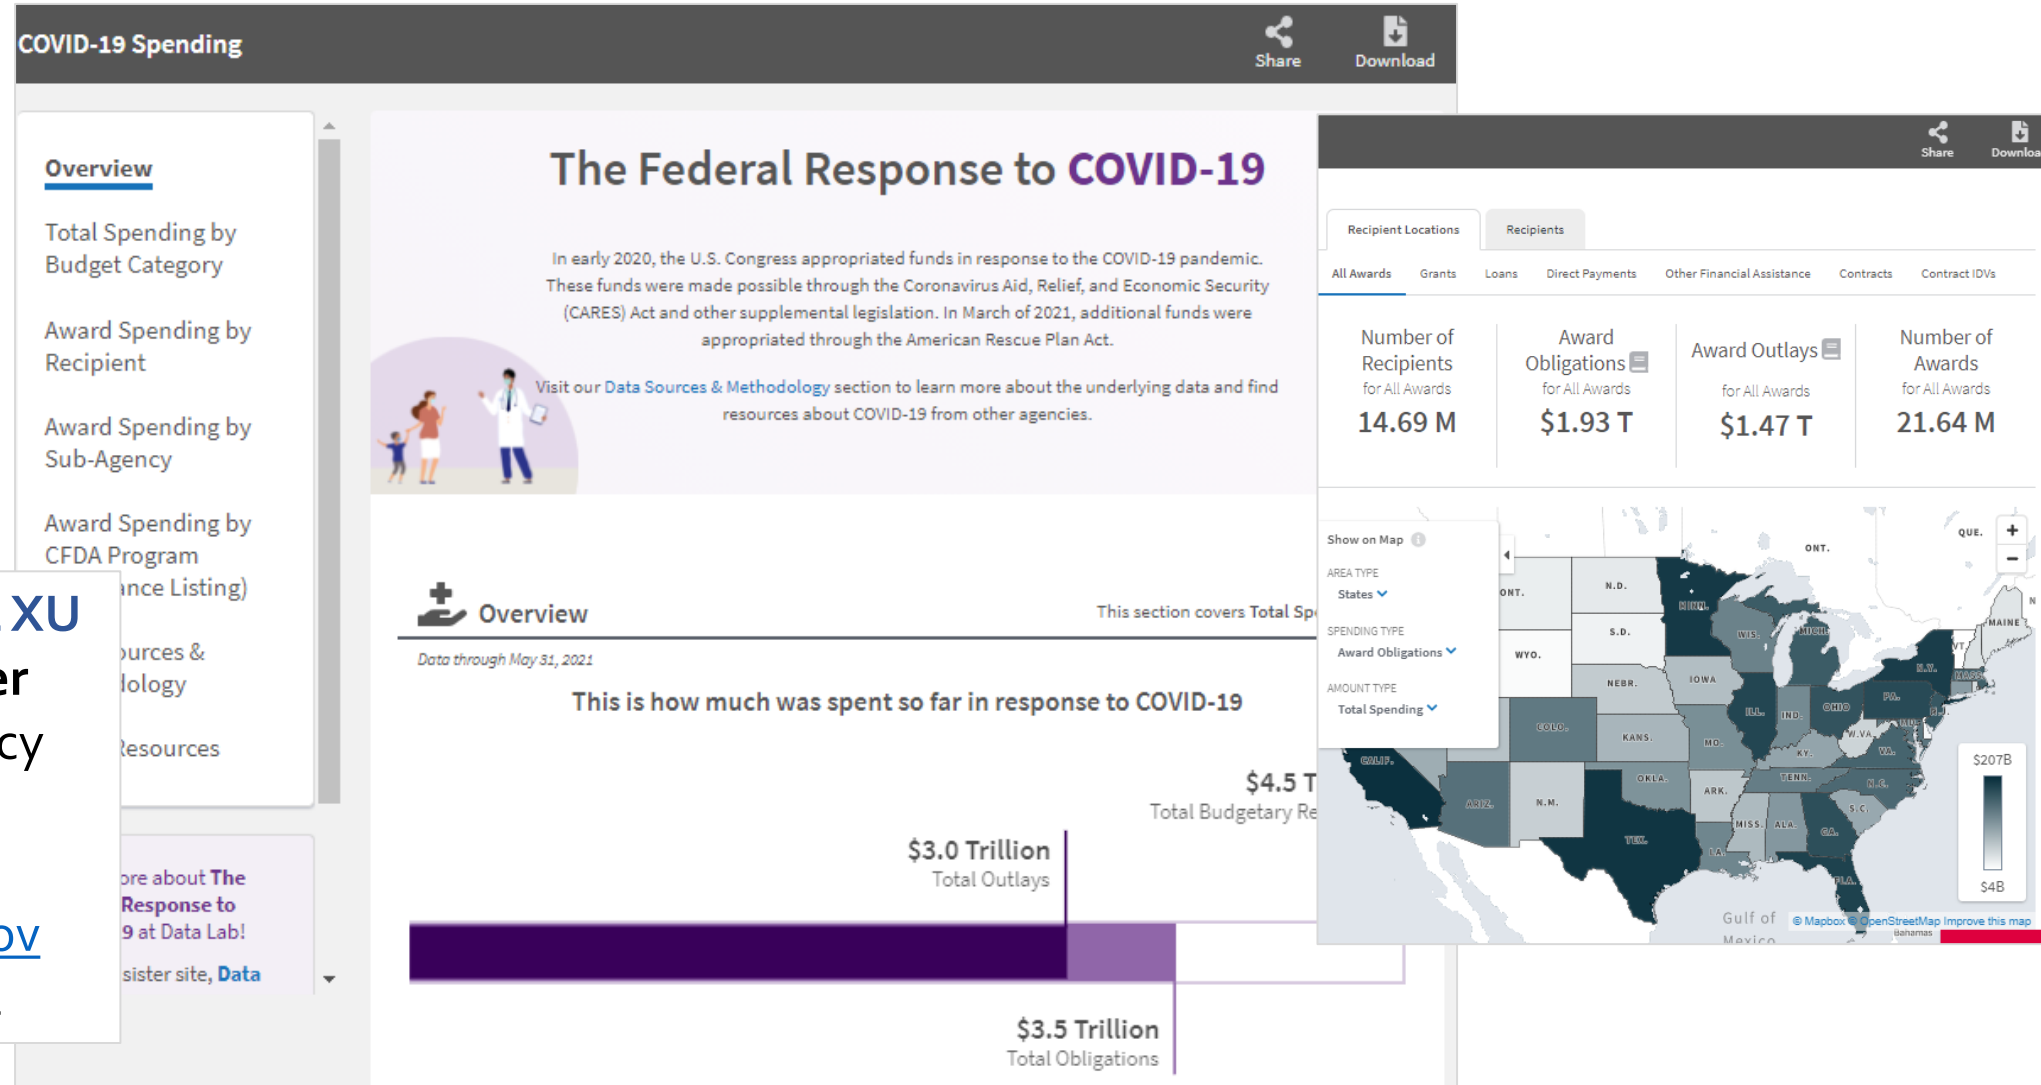 COVID-19 Spending
Share
Download
Overview
Total Spending by
Budget Category
Award Spending by
Recipient
Award Spending by
Sub-Agency
Award Spending by
CFDA Program
Listing)
Resources
about The
Response to
9 at Data Lab!
sister site, Data
XU
The Federal Response to COVID-19
In early 2020, the U.S. Congress appropriated funds in response to the COVID-19 pandemic.
These funds were made possible through the Coronavirus Aid, Relief, and Economic Security
(CARES) Act and other supplemental legislation. In March of 2021, additional funds were
appropriated through the American Rescue Plan Act.
Visit our Data Sources & Methodology section to learn more about the underlying data and find
resources about COVID-19 from other agencies.
Overview
This section covers Total
Data through May 31, 2021
This is how much was spent so far in response to COVID-19
$4.5 T
Total Budgetary
$3.0 Trillion
Total Outlays
$3.5 Trillion
Total Obligations
Share
Recipient Locations
Recipients
All Awards
Grants
Loans
Direct Payments
Other Financial Assistance
Contracts
Contract IDVs
Number of
Recipients
for All Awards
14.69 M
Award
Obligations
for All Awards
$1.93 T
Award Outlays
for All Awards
$1.47 T
Number of
Awards
for All Awards
21.64 M
Show on Map
AREA TYPE
States
SPENDING TYPE
Award Obligations
AMOUNT TYPE
Total Spending
QUE.
ONT.
N.D.
MINN.
S.D.
WIS.
MICH.
MAINE
VT.
WYO.
N.Y.
MASS.
NEBR.
IOWA
PA.
N.J.
ILL.
IND.
OHIO
MD.
COLO.
KANS.
MO.
W.VA.
VA.
KY.
CALIF.
OKLA.
TENN.
N.C.
ARIZ.
N.M.
ARK.
S.C.
MISS.
ALA.
GA.
TEX.
LA.
FLA.
$207B
$4B
Gulf of
Mexico
© Mapbox © OpenStreetMap Improve this map
Bahamas